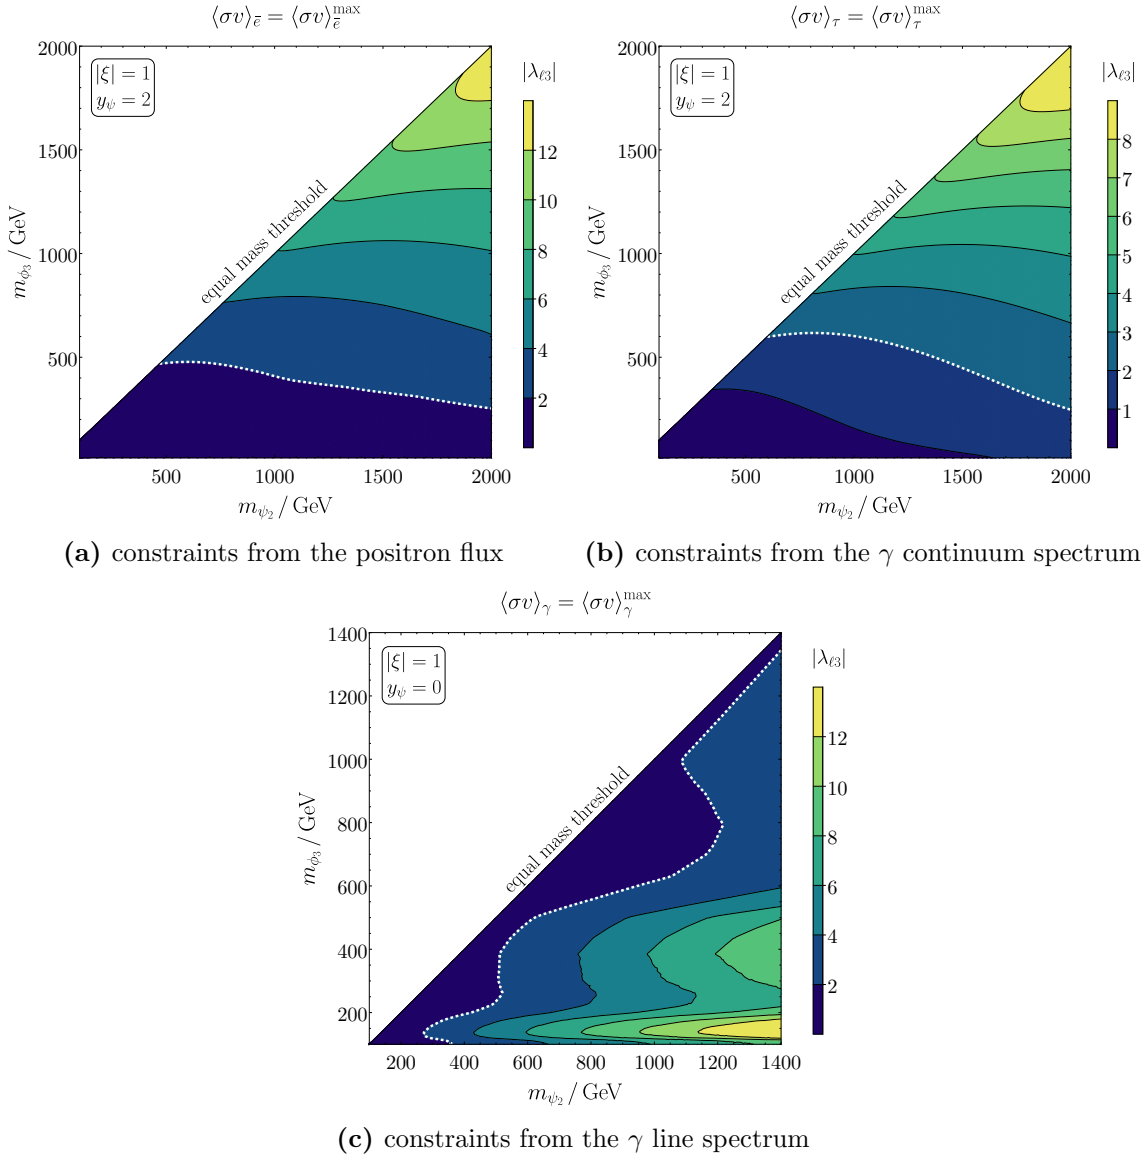 ⟨σv⟩_ē = ⟨σv⟩_ē^max
|ξ| = 1
y_ψ = 2
equal mass threshold
m_ϕ₃ / GeV
2000
1500
1000
500
500 1000 1500 2000
m_ψ₂ / GeV
|λ_ℓ3|
12
10
8
6
4
2
(a) constraints from the positron flux
⟨σv⟩_τ = ⟨σv⟩_τ^max
|ξ| = 1
y_ψ = 2
equal mass threshold
m_ϕ₃ / GeV
2000
1500
1000
500
500 1000 1500 2000
m_ψ₂ / GeV
|λ_ℓ3|
8
7
6
5
4
3
2
1
(b) constraints from the γ continuum spectrum
⟨σv⟩_γ = ⟨σv⟩_γ^max
|ξ| = 1
y_ψ = 0
equal mass threshold
m_ϕ₃ / GeV
1400
1200
1000
800
600
400
200
200 400 600 800 1000 1200 1400
m_ψ₂ / GeV
|λ_ℓ3|
12
10
8
6
4
2
(c) constraints from the γ line spectrum